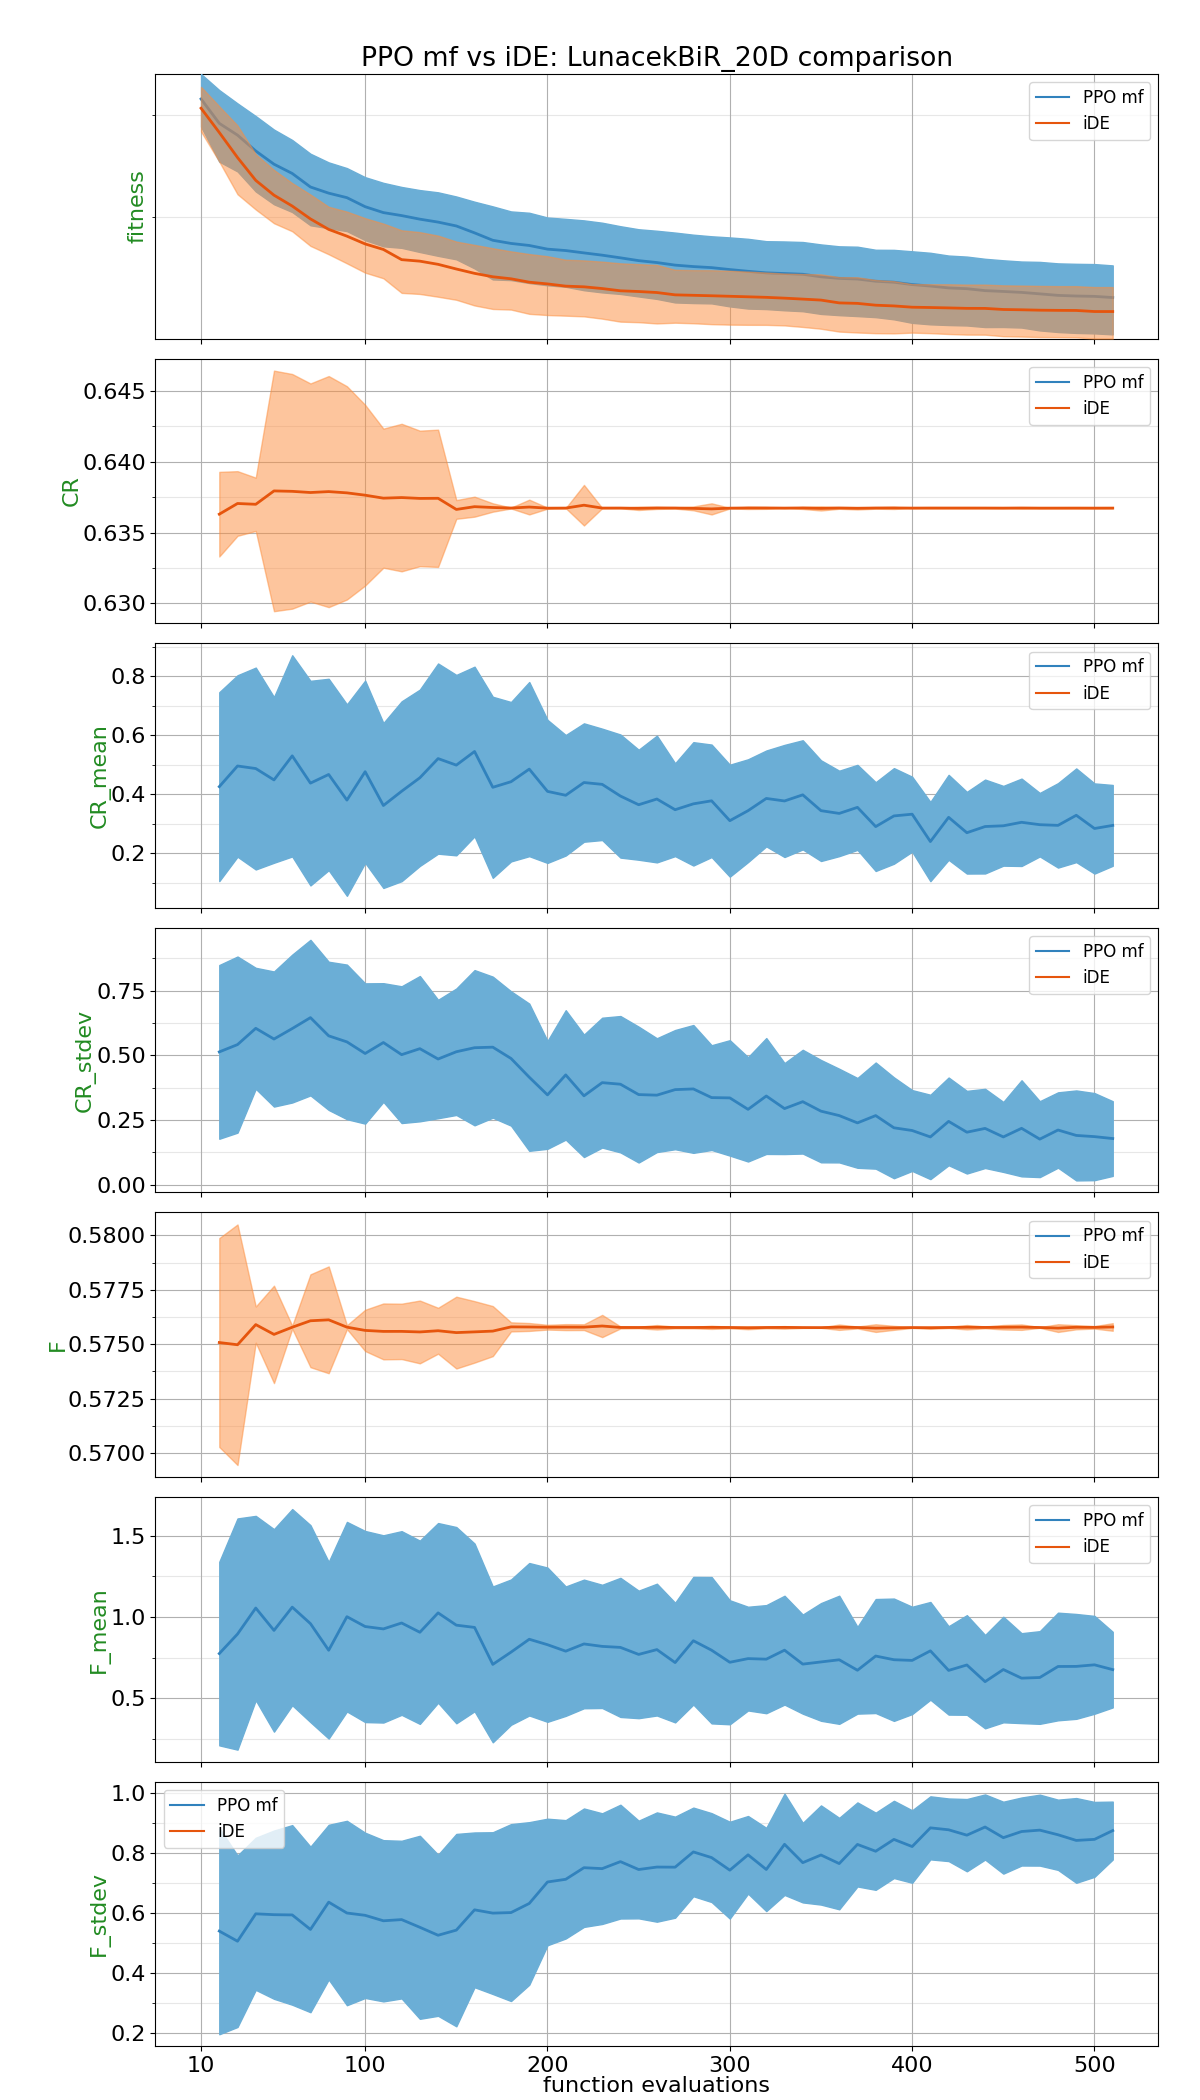 PPO mf vs iDE: LunacekBiR_20D comparison
fitness
PPO mf
iDE
CR
0.645
0.640
0.635
0.630
PPO mf
iDE
CR_mean
0.8
0.6
0.4
0.2
PPO mf
iDE
CR_stdev
0.75
0.50
0.25
0.00
PPO mf
iDE
F
0.5800
0.5775
0.5750
0.5725
0.5700
PPO mf
iDE
F_mean
1.5
1.0
0.5
PPO mf
iDE
F_stdev
1.0
0.8
0.6
0.4
0.2
PPO mf
iDE
10 100 200 300 400 500
function evaluations